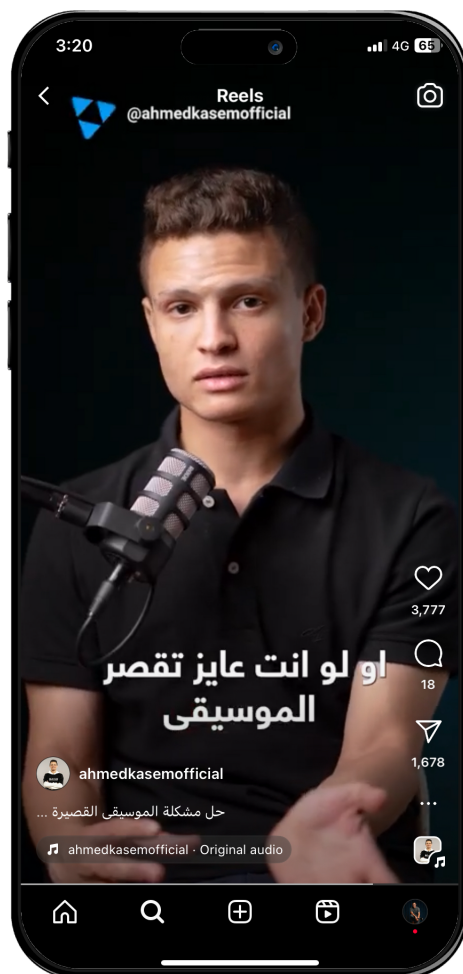 3:20
4G 65
Reels
@ahmedkasemofficial
3,777
او لو انت عايز تقصر
الموسيقى
18
1,678
ahmedkasemofficial
حل مشكلة الموسيقى القصيرة ...
ahmedkasemofficial · Original audio